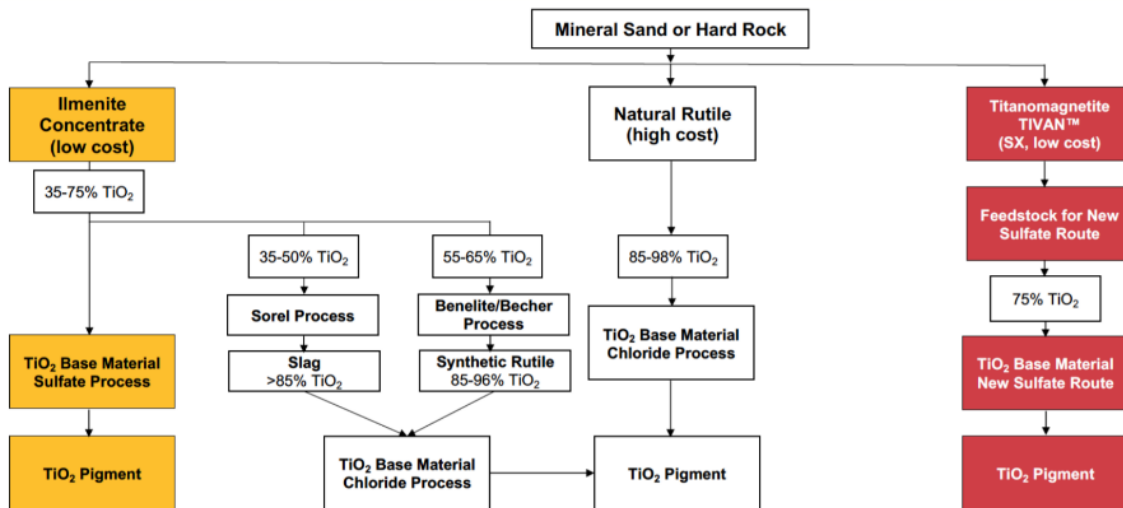 Mineral Sand or Hard Rock
Ilmenite
Concentrate
(low cost)
Natural Rutile
(high cost)
Titanomagnetite
TIVAN™
(SX, low cost)
35-75% TiO₂
Feedstock for New
Sulfate Route
35-50% TiO₂
55-65% TiO₂
85-98% TiO₂
75% TiO₂
Sorel Process
Benelite/Becher
Process
TiO₂ Base Material
Chloride Process
TiO₂ Base Material
Sulfate Process
Slag
>85% TiO₂
Synthetic Rutile
85-96% TiO₂
TiO₂ Base Material
New Sulfate Route
TiO₂ Pigment
TiO₂ Base Material
Chloride Process
TiO₂ Pigment
TiO₂ Pigment